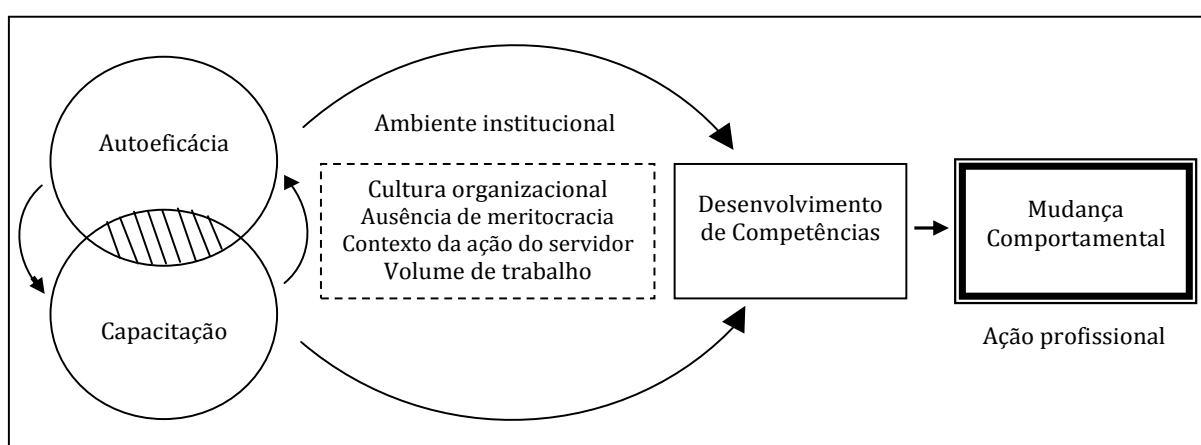 Autoeficácia
Capacitação
Ambiente institucional
Cultura organizacional
Ausência de meritocracia
Contexto da ação do servidor
Volume de trabalho
Desenvolvimento
de Competências
Mudança
Comportamental
Ação profissional